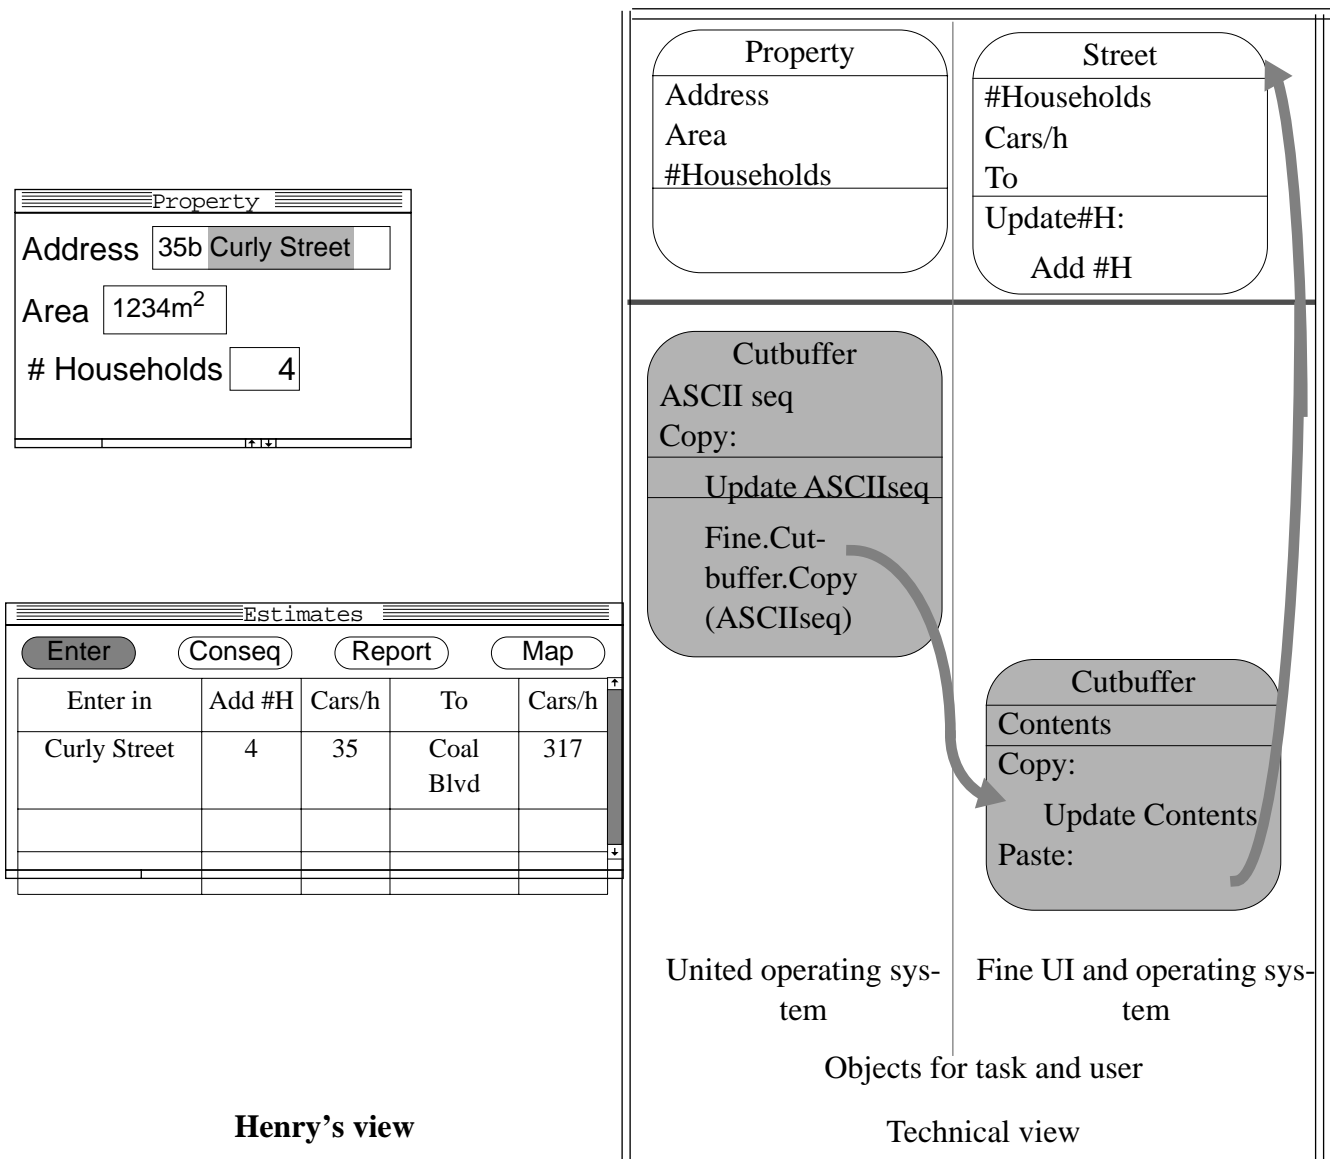 Property
Address 35b Curly Street
Area 1234m²
# Households 4
Estimates
Enter Conseq Report Map
Enter in Add #H Cars/h To Cars/h
Curly Street 4 35 Coal 317
Blvd
Henry’s view
Property
Address
Area
#Households
Street
#Households
Cars/h
To
Update#H:
Add #H
Cutbuffer
ASCII seq
Copy:
Update ASCIIseq
Fine.Cut-
buffer.Copy
(ASCIIseq)
Cutbuffer
Contents
Copy:
Update Contents
Paste:
United operating sys-
tem
Fine UI and operating sys-
tem
Objects for task and user
Technical view